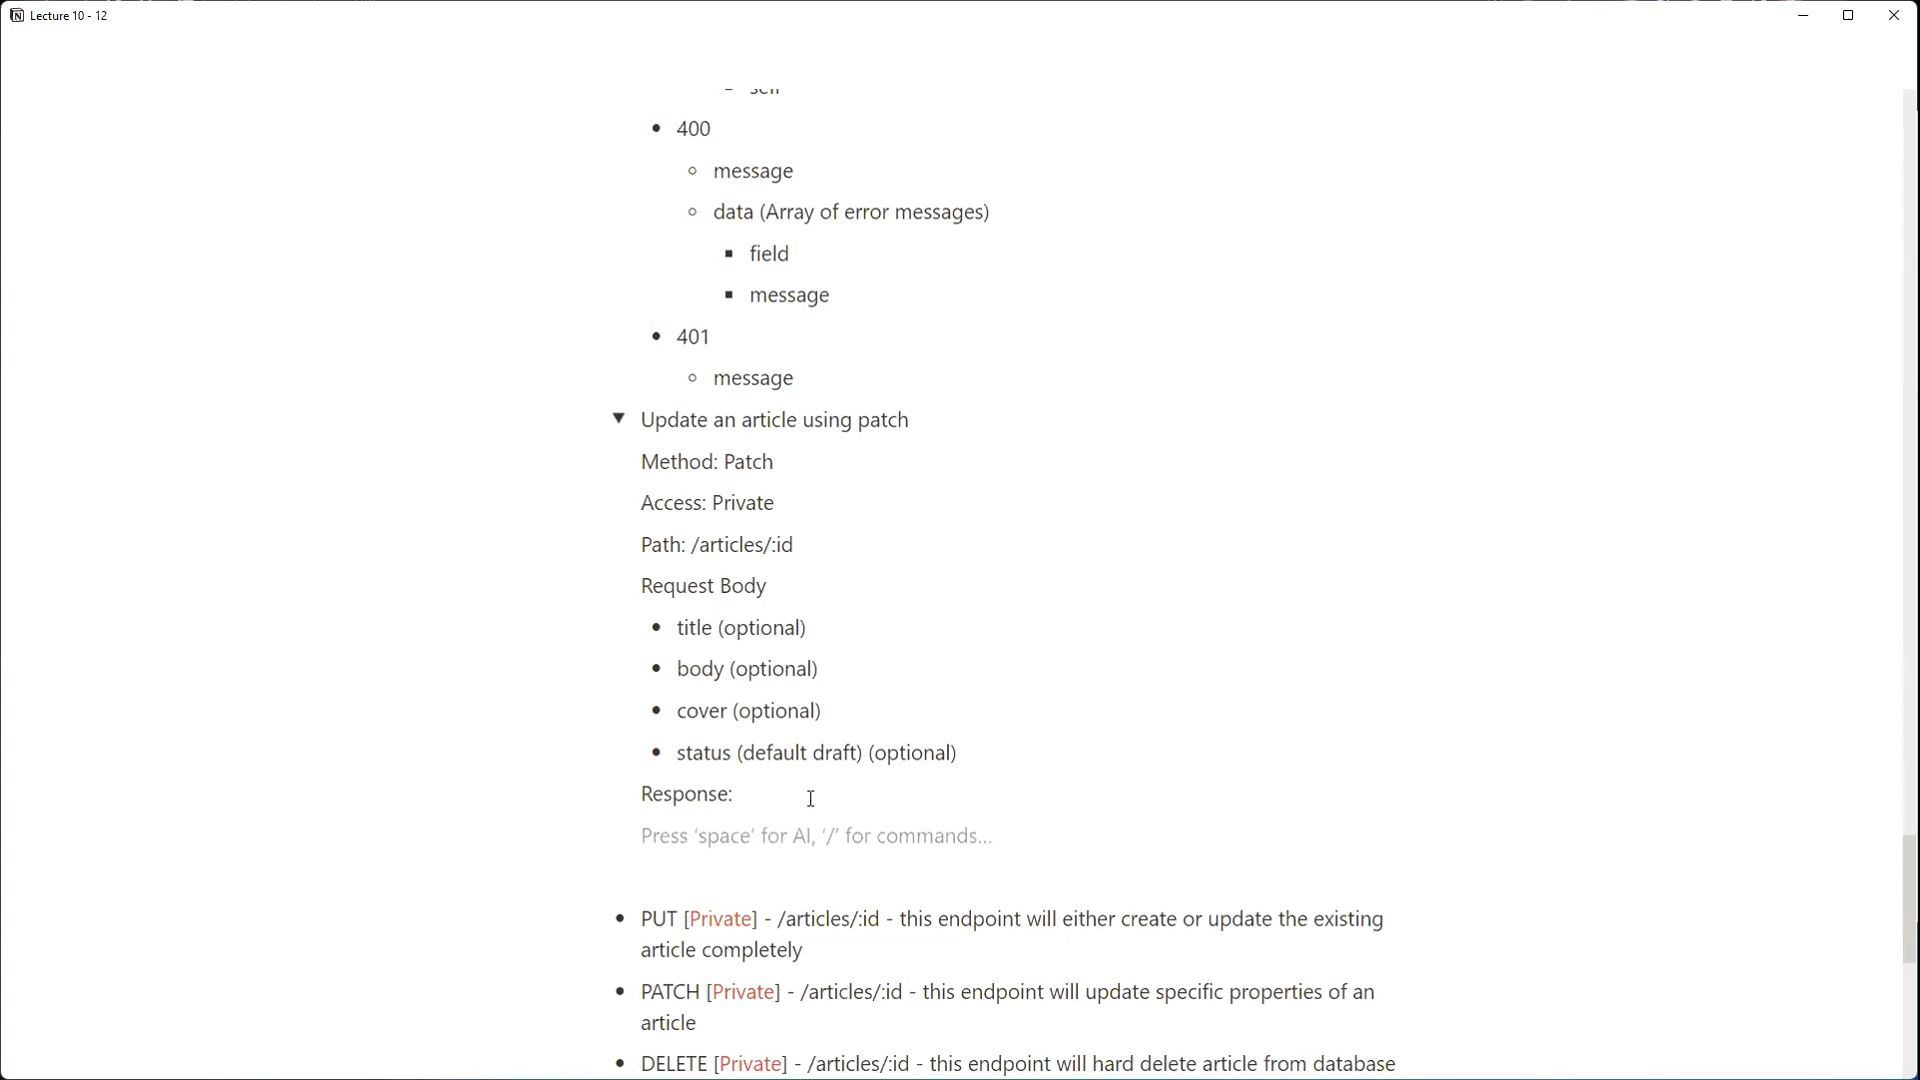 Lecture 10 - 12
400
message
data (Array of error messages)
field
message
401
message
Update an article using patch
Method: Patch
Access: Private
Path: /articles/:id
Request Body
title (optional)
body (optional)
cover (optional)
status (default draft) (optional)
Response:
Press ‘space’ for AI, ‘/’ for commands…
PUT [Private] - /articles/:id - this endpoint will either create or update the existing
article completely
PATCH [Private] - /articles/:id - this endpoint will update specific properties of an
article
DELETE [Private] - /articles/:id - this endpoint will hard delete article from database